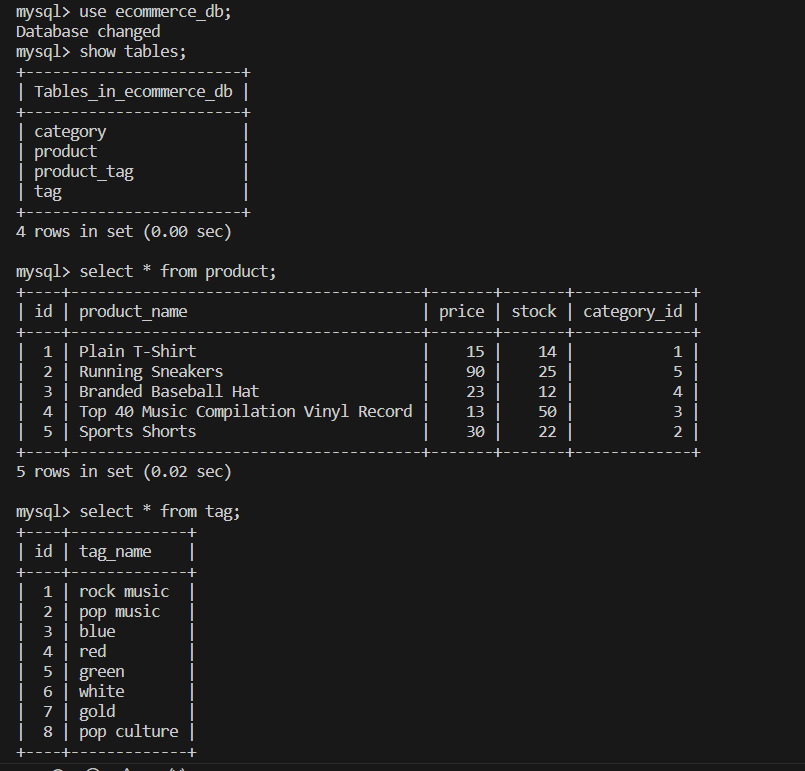 mysql> use ecommerce_db;
Database changed
mysql> show tables;
+------------------------+
| Tables_in_ecommerce_db |
+------------------------+
| category               |
| product                |
| product_tag            |
| tag                    |
+------------------------+
4 rows in set (0.00 sec)

mysql> select * from product;
+----+---------------------------------------+-------+-------+-------------+
| id | product_name                          | price | stock | category_id |
+----+---------------------------------------+-------+-------+-------------+
|  1 | Plain T-Shirt                         |    15 |    14 |           1 |
|  2 | Running Sneakers                      |    90 |    25 |           5 |
|  3 | Branded Baseball Hat                  |    23 |    12 |           4 |
|  4 | Top 40 Music Compilation Vinyl Record |    13 |    50 |           3 |
|  5 | Sports Shorts                         |    30 |    22 |           2 |
+----+---------------------------------------+-------+-------+-------------+
5 rows in set (0.02 sec)

mysql> select * from tag;
+----+-------------+
| id | tag_name    |
+----+-------------+
|  1 | rock music  |
|  2 | pop music   |
|  3 | blue        |
|  4 | red         |
|  5 | green       |
|  6 | white       |
|  7 | gold        |
|  8 | pop culture |
+----+-------------+